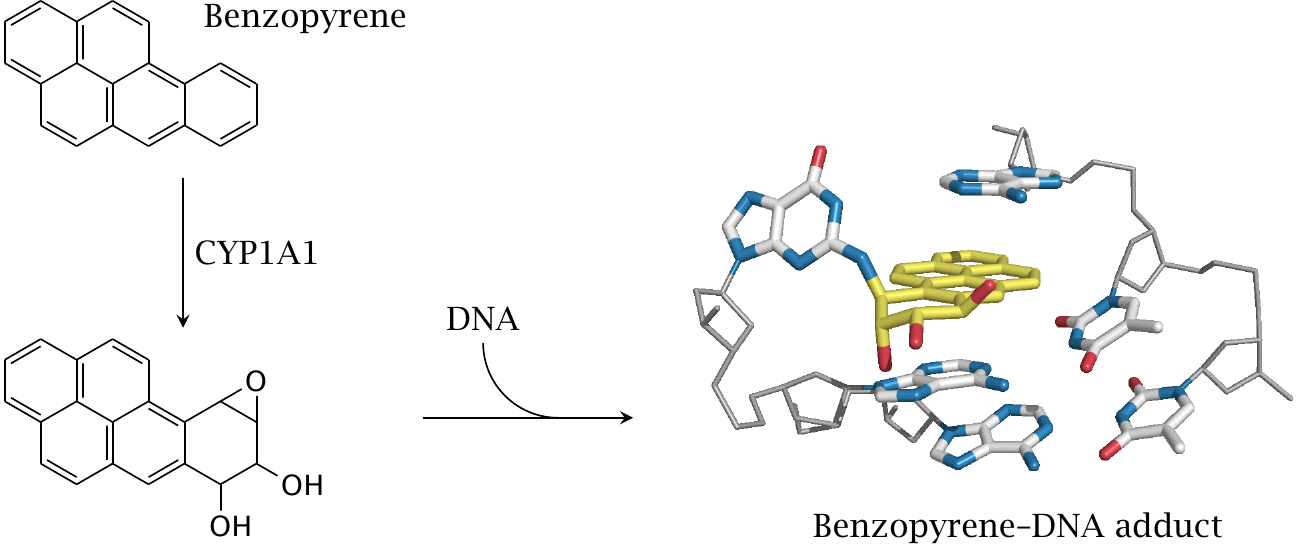 Benzopyrene
CYP1A1
DNA
O
OH
OH
Benzopyrene–DNA adduct